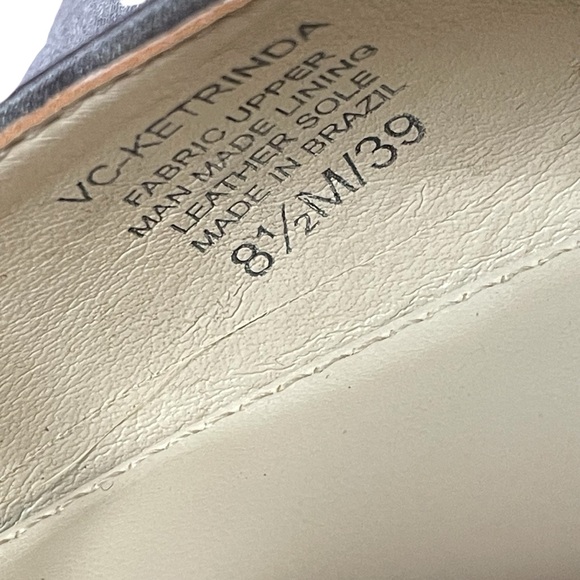 VC-KETRINDA
FABRIC UPPER
MAN MADE LINING
LEATHER SOLE
MADE IN BRAZIL
8½M/39